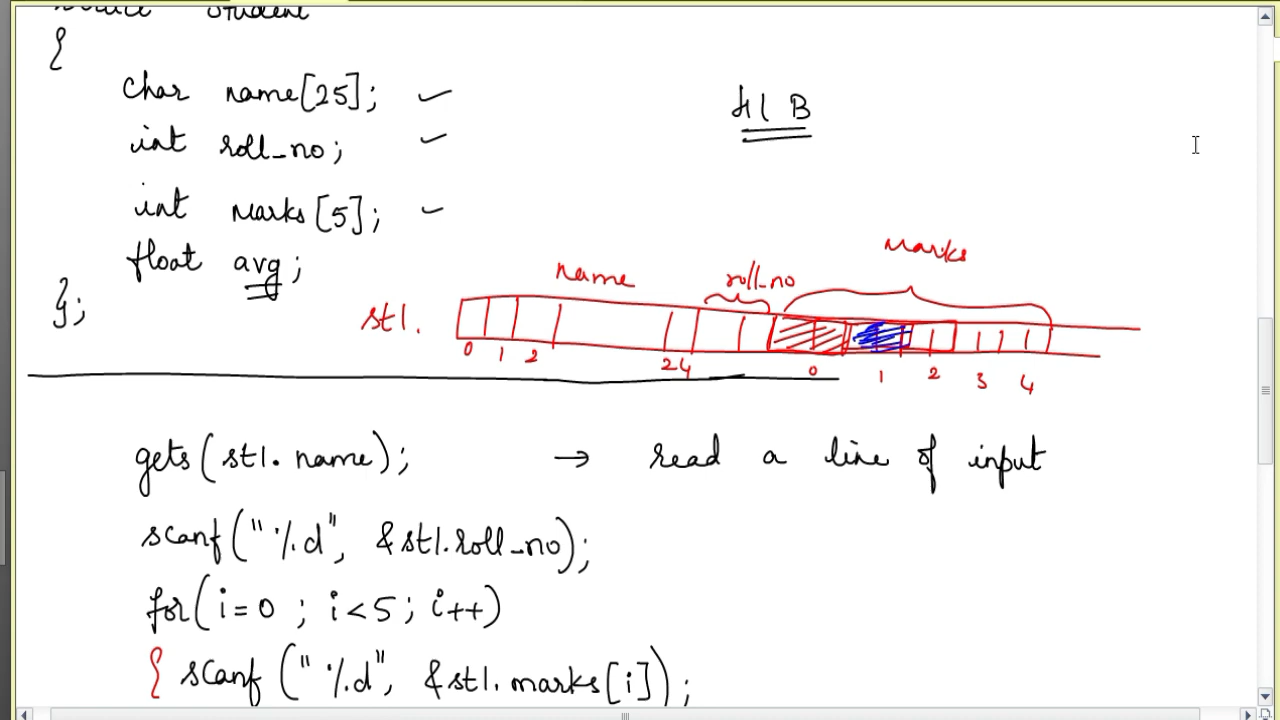 student
{
char name[25];
41 B
int roll_no;
int marks[5];
float avg;
};
marks
name roll_no
st1.
0 1 2 24 0 1 2 3 4
gets(st1.name); → read a line of input
scanf("%d", &st1.roll_no);
for(i=0; i<5; i++)
{ scanf("%d", &st1.marks[i]);